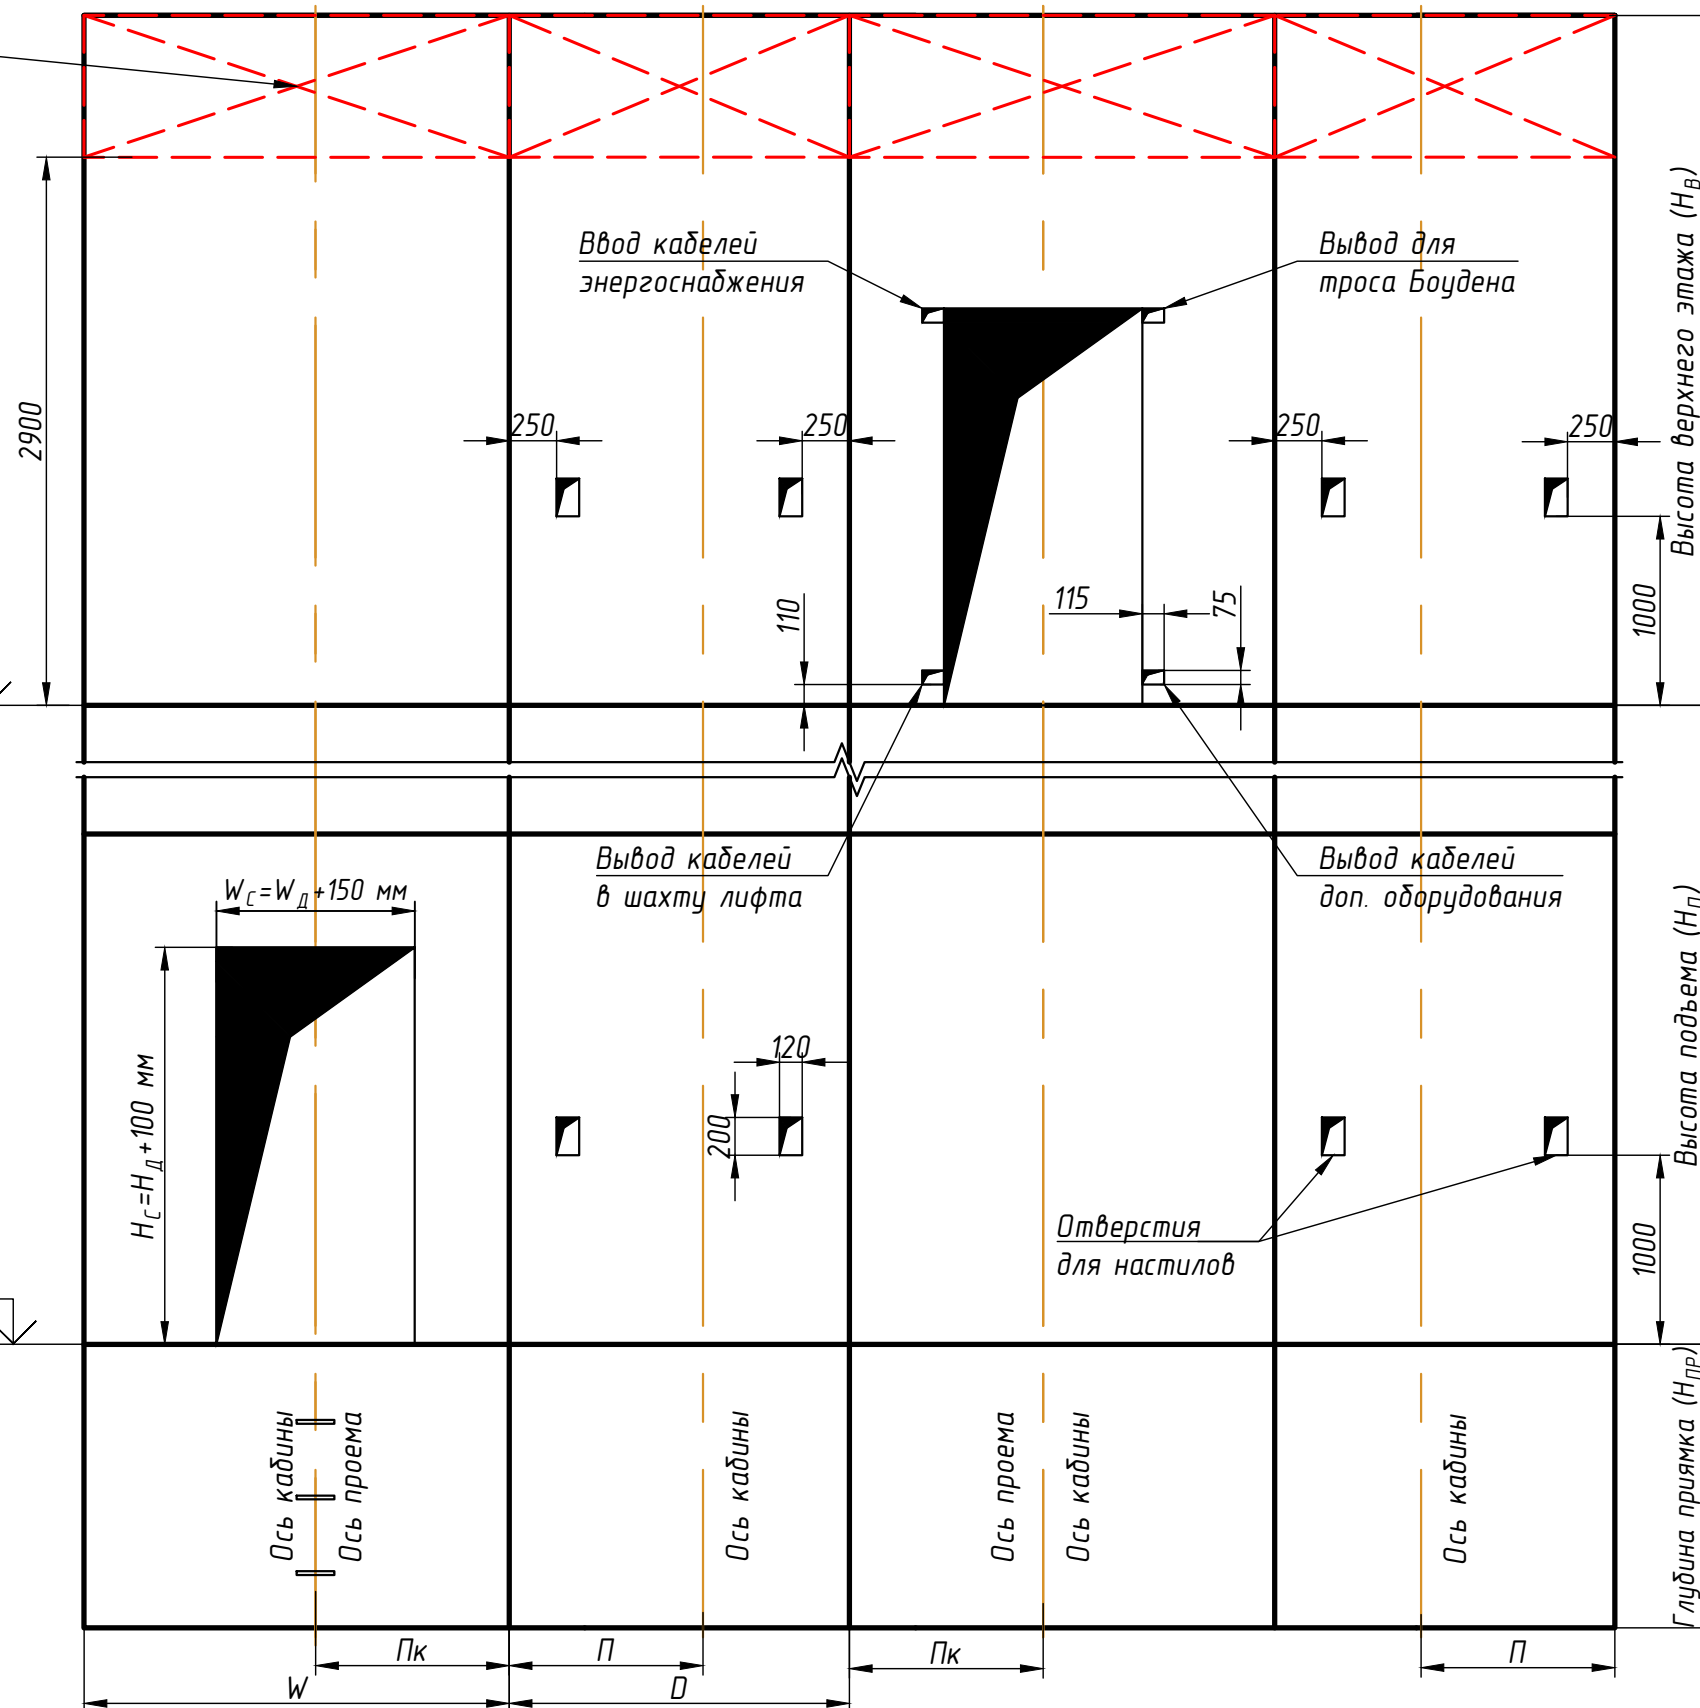 Ввод кабелей
энергоснабжения
Вывод для
троса Боудена
Высота верхнего этажа (HВ)
2900
250
250
250
250
110
115
75
1000
Вывод кабелей
в шахту лифта
Вывод кабелей
доп. оборудования
WС=WД+150 мм
HС=HД+100 мм
120
200
Высота подъема (HП)
Отверстия
для настилов
1000
Ось кабины
Ось проема
Ось кабины
Ось проема
Ось кабины
Ось кабины
Глубина приямка (HПР)
Пк
П
Пк
П
W
D